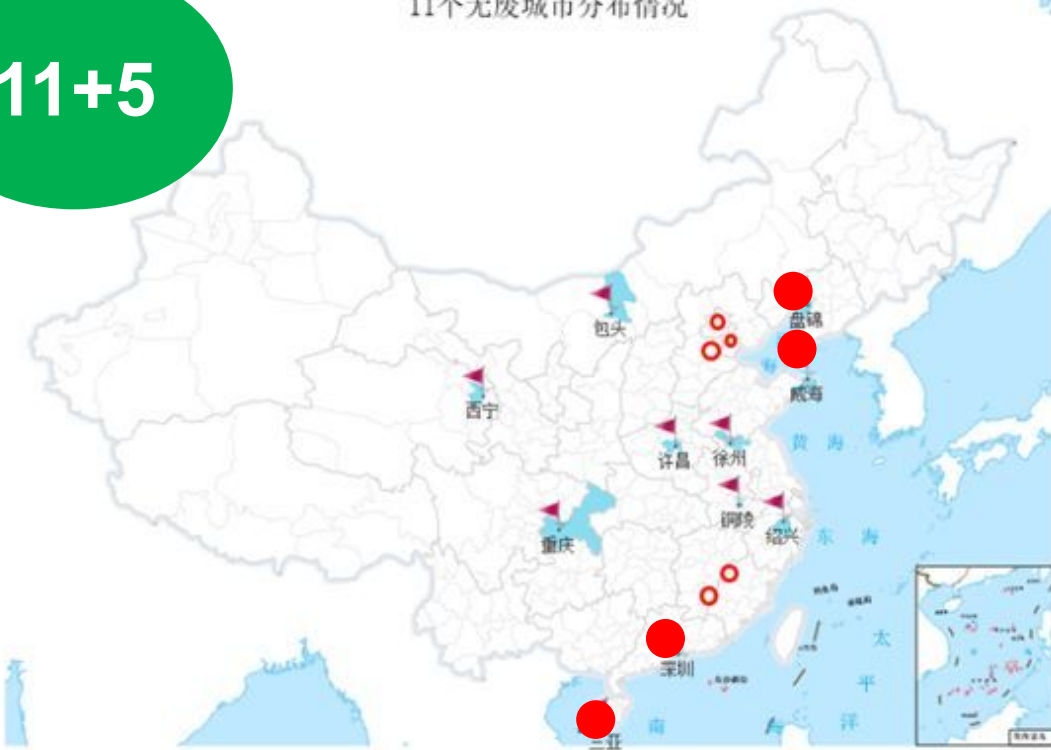 11个无废城市分布情况
11+5
包头
盘锦
西宁
威海
许昌
徐州
黄海
铜陵
绍兴
重庆
东海
太
平
洋
深圳
南
海
三亚